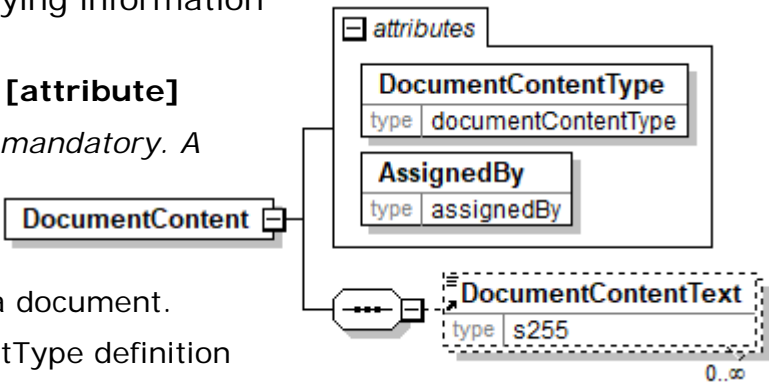 ying information
[attribute]
mandatory. A
a document.
tType definition
DocumentContent
attributes
DocumentContentType
type documentContentType
AssignedBy
type assignedBy
DocumentContentText
type s255
0..∞